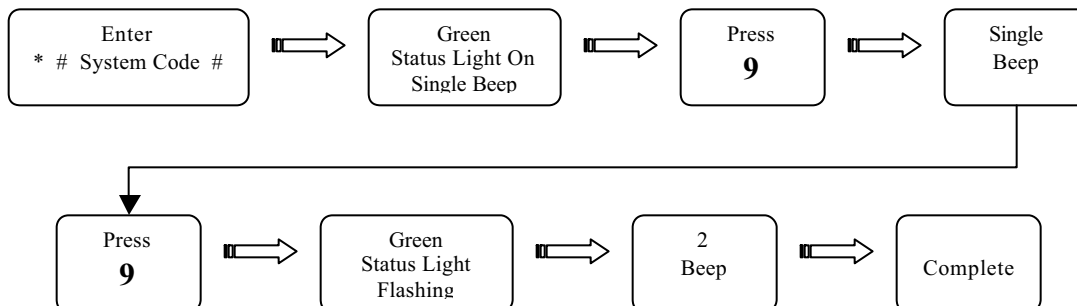 Enter
* # System Code #
Green
Status Light On
Single Beep
Press
9
Single
Beep
Press
9
Green
Status Light
Flashing
2
Beep
Complete